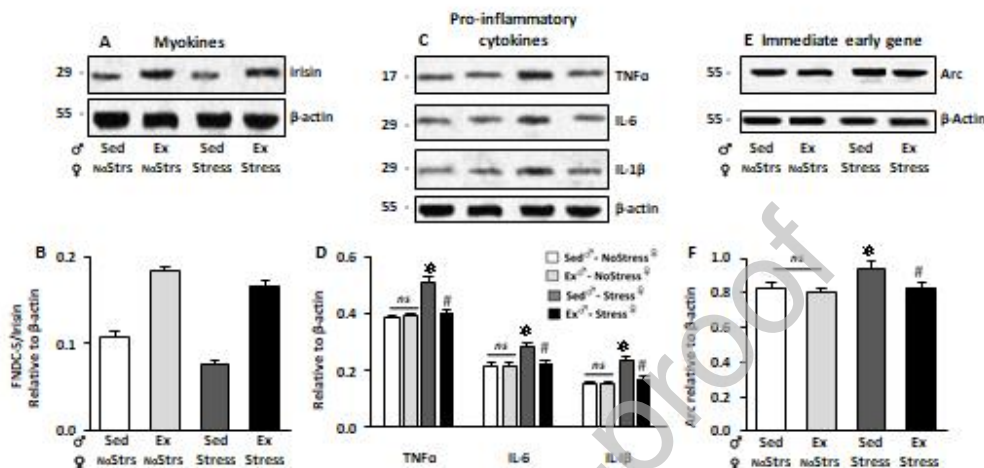 A Myokines
29 - Irisin
55 - β-actin
♂ Sed Ex Sed Ex
♀ NoStrs NoStrs Stress Stress
Pro-inflammatory
C cytokines
17 - TNFα
29 - IL-6
29 - IL-1β
55 - β-actin
E Immediate early gene
55 - Arc
55 - β-Actin
♂ Sed Ex Sed Ex
♀ NoStrs NoStrs Stress Stress
B
FNDC-5/Irisin
Relative to β-actin
0.2
0.1
0.0
♂ Sed Ex Sed Ex
♀ NoStrs NoStrs Stress Stress
D
Relative to β-actin
0.6
0.4
0.2
0.0
Sed♂- NoStress♀
Ex♂- NoStress♀
Sed♂- Stress♀
Ex♂- Stress♀
ns * #
ns * #
ns * #
TNFα IL-6 IL-1β
F
Arc relative to β-actin
1.0
0.8
0.6
0.4
0.2
0.0
ns * #
♂ Sed Ex Sed Ex
♀ NoStrs NoStrs Stress Stress
proof